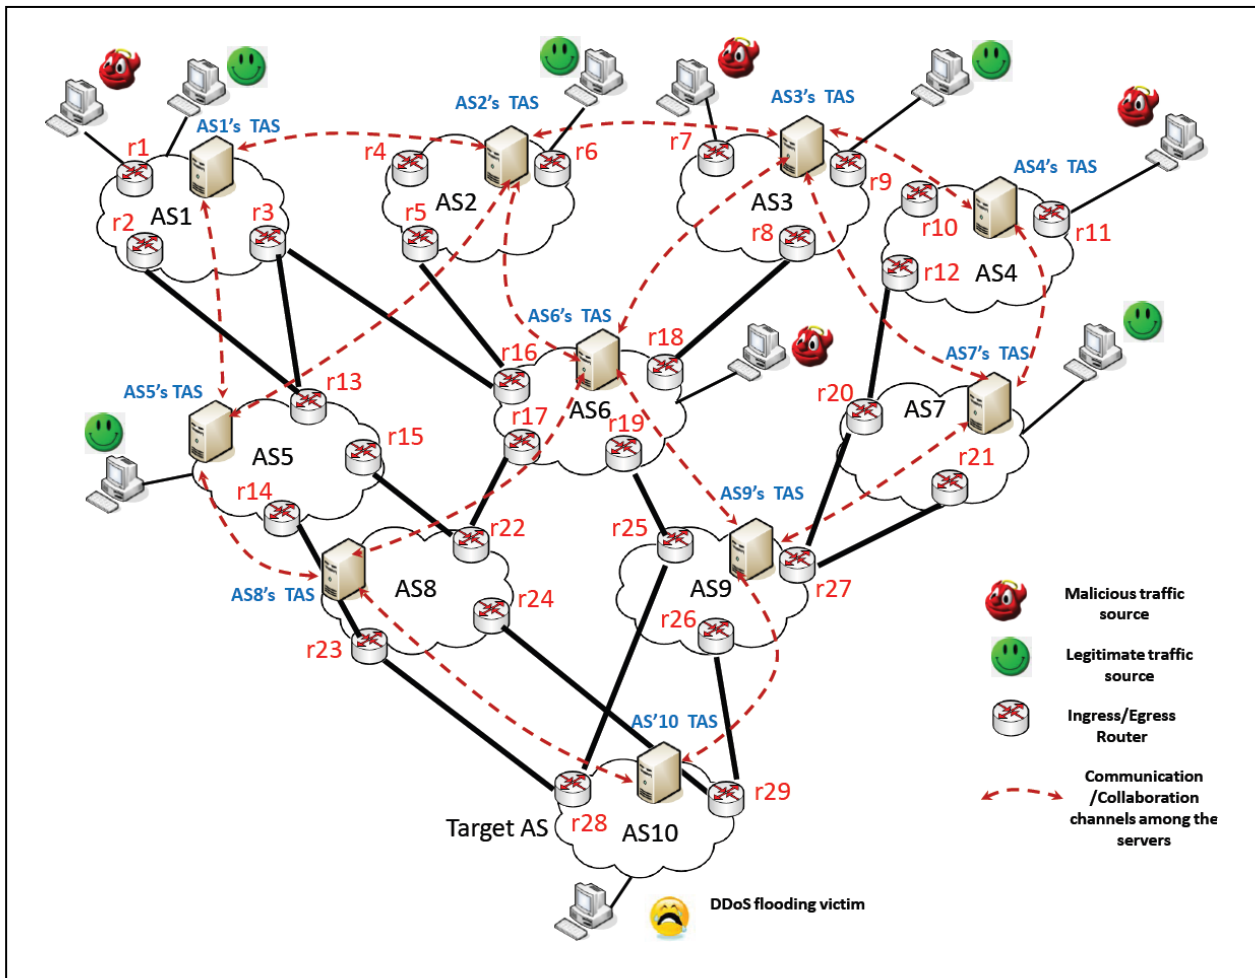 AS1's TAS
AS2's TAS
AS3's TAS
AS4's TAS
r1
r4
r6
r7
r9
r10
r11
r2
AS1
r3
r5
AS2
AS3
r8
r12
AS4
AS6's TAS
r16
r18
AS7's TAS
AS5's TAS
r13
r17
AS6
r19
r20
AS7
r15
AS5
r21
r14
AS9's TAS
r22
r25
AS8's TAS
AS8
r24
AS9
r27
r23
r26
Malicious traffic
source
Legitimate traffic
source
AS'10 TAS
Ingress/Egress
Router
Target AS
r28
AS10
r29
Communication
/Collaboration
channels among the
servers
DDoS flooding victim